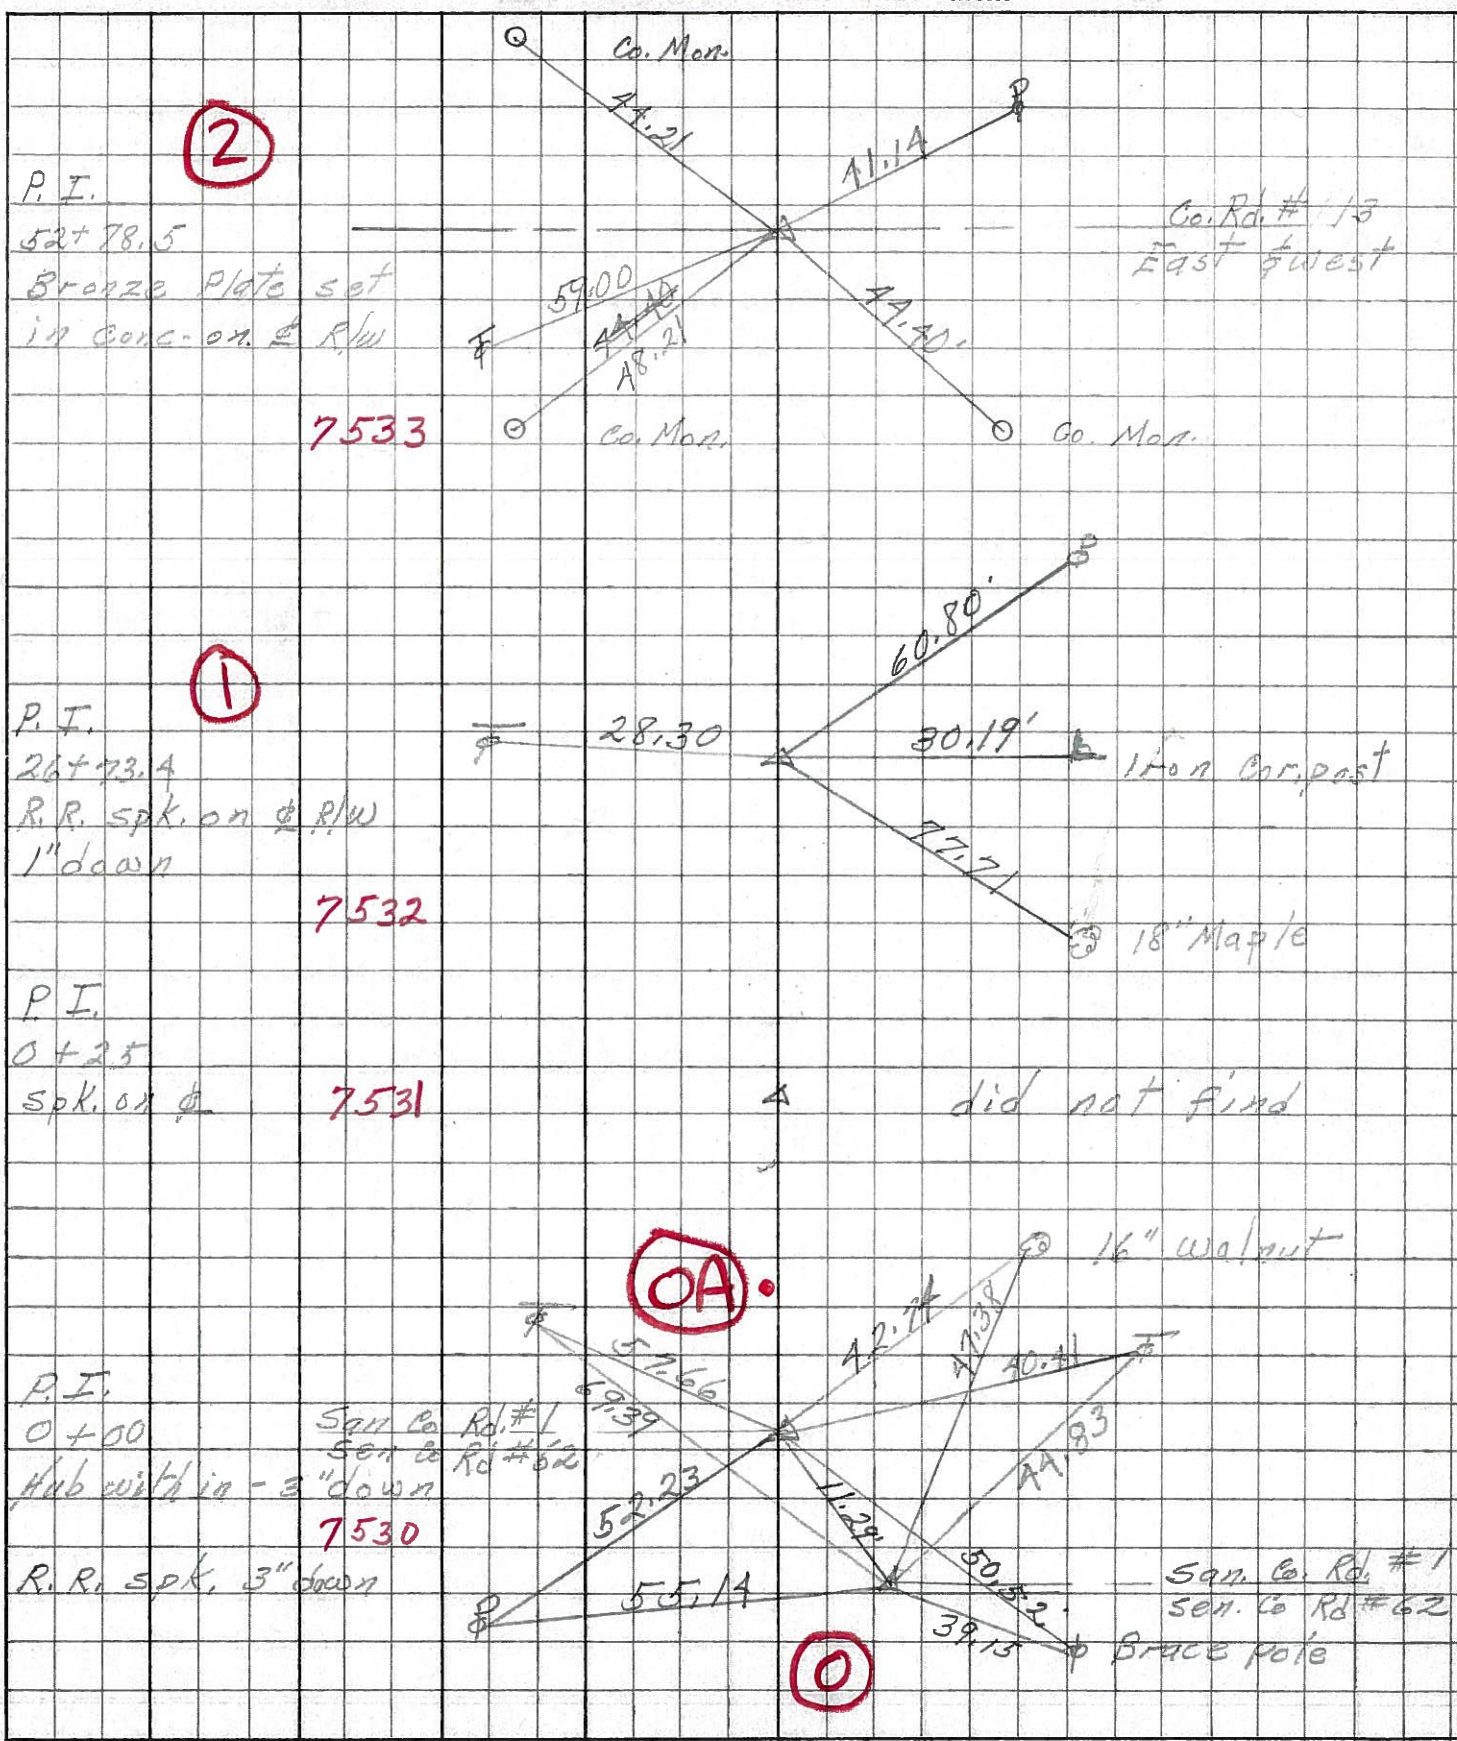 Co. Mon.
44.21
P
41.14
2
P. I.
52+78.5
Co. Rd. # 113
East & West
Bronze Plate set
in Conc. on ℄ R/W
59.00
44.40
48.21
44.40
T
7533
Co. Mon.
Co. Mon.
P
60.80'
1
P. I.
26+73.4
R.R. spk. on ℄ R/W
1" down
T
28.30
30.19'
Iron Cor. post
77.71
7532
18" Maple
P. I.
0+25
spk. on ℄
7531
did not find
0A
16" Walnut
T
57.66
69.39
42.74
47.38
40.41
T
P. I.
0+00
San Co Rd. #1
Sen. Co Rd #62
Hub with in - 3" down
7530
52.23
11.29'
44.83
50.52'
R.R. spk. 3" down
P
55.14
39.15
San. Co. Rd. #1
Sen. Co Rd #62
Brace pole
0